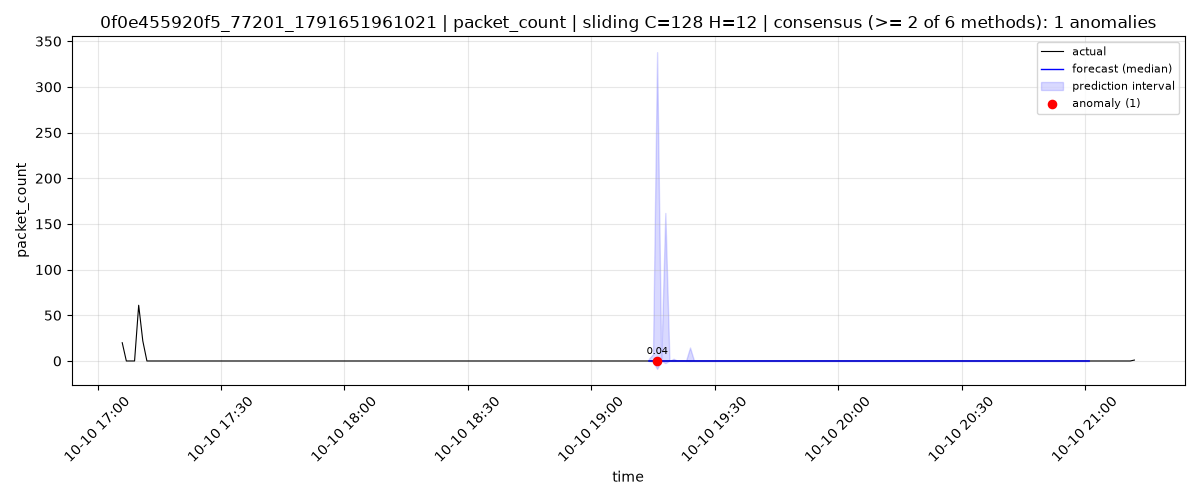 0f0e455920f5_77201_1791651961021 | packet_count | sliding C=128 H=12 | consensus (>= 2 of 6 methods): 1 anomalies
350
300
250
200
150
100
50
0
packet_count
actual
forecast (median)
prediction interval
anomaly (1)
0.04
10-10 17:00
10-10 17:30
10-10 18:00
10-10 18:30
10-10 19:00
10-10 19:30
10-10 20:00
10-10 20:30
10-10 21:00
time